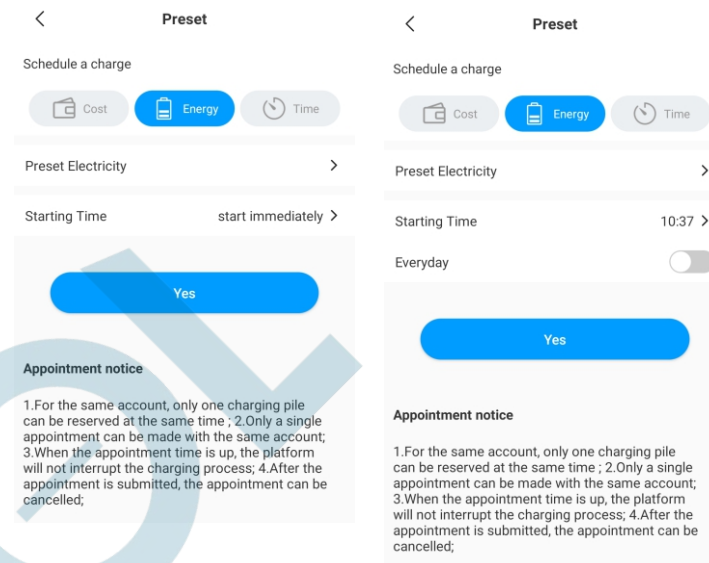 Preset
Schedule a charge
Cost
Energy
Time
Preset Electricity
Starting Time
start immediately
Yes
Appointment notice
1.For the same account, only one charging pile
can be reserved at the same time ; 2.Only a single
appointment can be made with the same account;
3.When the appointment time is up, the platform
will not interrupt the charging process; 4.After the
appointment is submitted, the appointment can be
cancelled;
Preset
Schedule a charge
Cost
Energy
Time
Preset Electricity
Starting Time
10:37
Everyday
Yes
Appointment notice
1.For the same account, only one charging pile
can be reserved at the same time ; 2.Only a single
appointment can be made with the same account;
3.When the appointment time is up, the platform
will not interrupt the charging process; 4.After the
appointment is submitted, the appointment can be
cancelled;